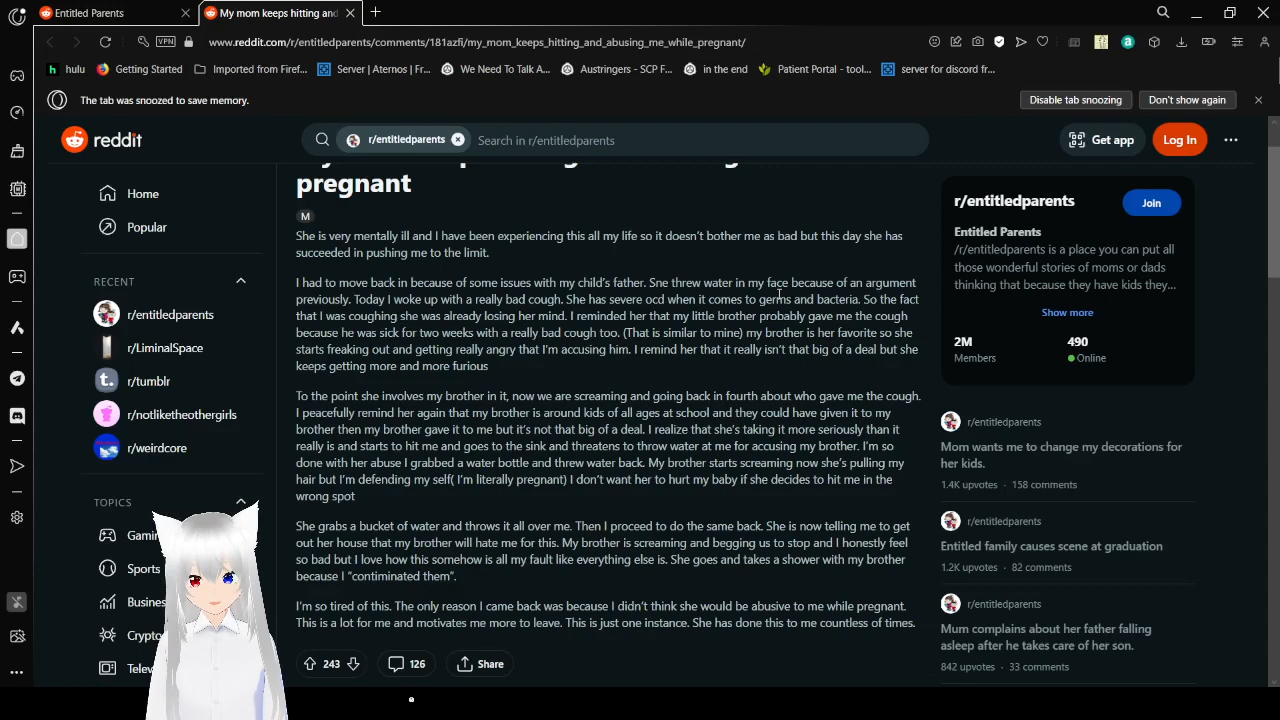 Entitled Parents
My mom keeps hitting and
VPN
www.reddit.com/r/entitledparents/comments/181azfi/my_mom_keeps_hitting_and_abusing_me_while_pregnant/
hulu
Getting Started
Imported from Firef...
Server | Aternos | Fr...
We Need To Talk A...
Austringers - SCP F...
in the end
Patient Portal - tool...
server for discord fr...
The tab was snoozed to save memory.
Disable tab snoozing
Don't show again
reddit
r/entitledparents
Search in r/entitledparents
Get app
Log In
Home
Popular
RECENT
r/entitledparents
r/LiminalSpace
r/tumblr
r/notliketheothergirls
r/weirdcore
TOPICS
Gamin
Sports
Busines
Crypto
Telev
pregnant
M
She is very mentally ill and I have been experiencing this all my life so it doesn't bother me as bad but this day she has
succeeded in pushing me to the limit.
I had to move back in because of some issues with my child's father. Sne threw water in my face because of an argument
previously. Today I woke up with a really bad cough. She has severe ocd when it comes to germs and bacteria. So the fact
that I was coughing she was already losing her mind. I reminded her that my little brother probably gave me the cough
because he was sick for two weeks with a really bad cough too. (That is similar to mine) my brother is her favorite so she
starts freaking out and getting really angry that I'm accusing him. I remind her that it really isn't that big of a deal but she
keeps getting more and more furious
To the point she involves my brother in it, now we are screaming and going back in fourth about who gave me the cough.
I peacefully remind her again that my brother is around kids of all ages at school and they could have given it to my
brother then my brother gave it to me but it's not that big of a deal. I realize that she's taking it more seriously than it
really is and starts to hit me and goes to the sink and threatens to throw water at me for accusing my brother. I'm so
done with her abuse I grabbed a water bottle and threw water back. My brother starts screaming now she's pulling my
hair but I'm defending my self( I'm literally pregnant) I don't want her to hurt my baby if she decides to hit me in the
wrong spot
She grabs a bucket of water and throws it all over me. Then I proceed to do the same back. She is now telling me to get
out her house that my brother will hate me for this. My brother is screaming and begging us to stop and I honestly feel
so bad but I love how this somehow is all my fault like everything else is. She goes and takes a shower with my brother
because I "contiminated them".
I'm so tired of this. The only reason I came back was because I didn't think she would be abusive to me while pregnant.
This is a lot for me and motivates me more to leave. This is just one instance. She has done this to me countless of times.
243
126
Share
r/entitledparents
Join
Entitled Parents
/r/entitledparents is a place you can put all
those wonderful stories of moms or dads
thinking that because they have kids they...
Show more
2M
Members
490
Online
r/entitledparents
Mom wants me to change my decorations for
her kids.
1.4K upvotes · 158 comments
r/entitledparents
Entitled family causes scene at graduation
1.2K upvotes · 82 comments
r/entitledparents
Mum complains about her father falling
asleep after he takes care of her son.
842 upvotes · 33 comments